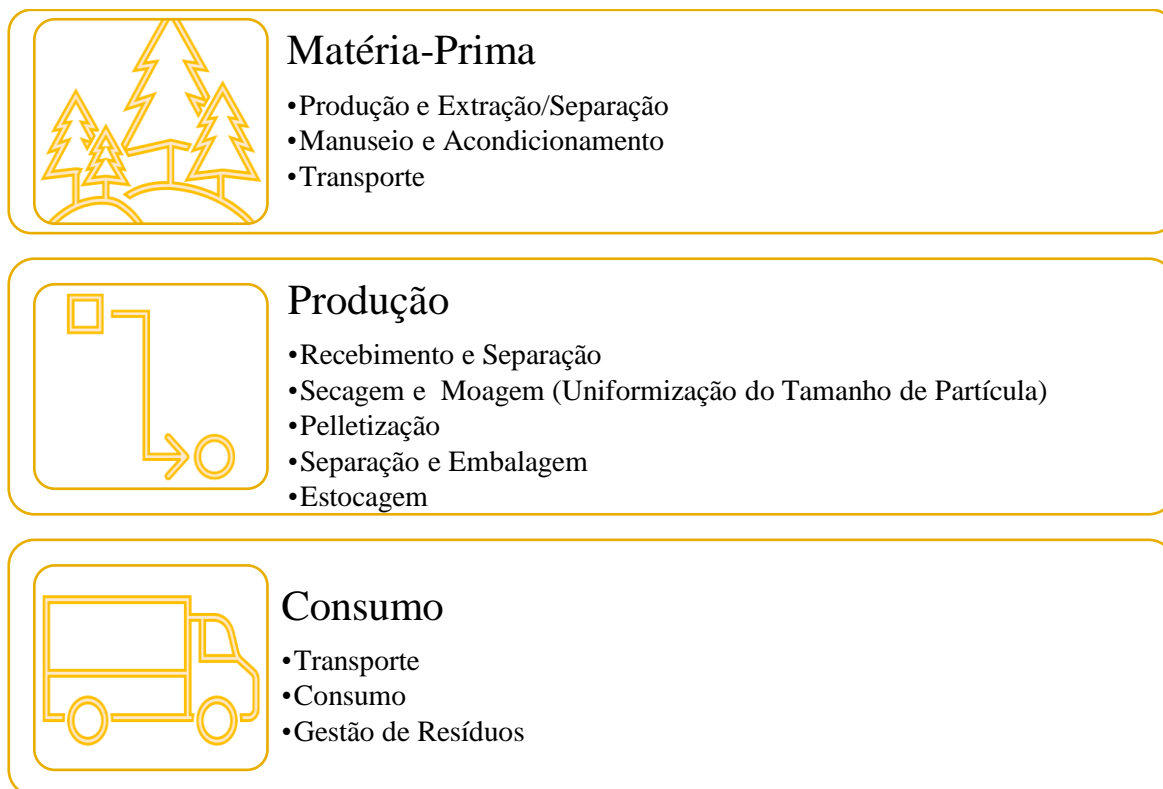 Matéria-Prima
•Produção e Extração/Separação
•Manuseio e Acondicionamento
•Transporte
Produção
•Recebimento e Separação
•Secagem e  Moagem (Uniformização do Tamanho de Partícula)
•Pelletização
•Separação e Embalagem
•Estocagem
Consumo
•Transporte
•Consumo
•Gestão de Resíduos